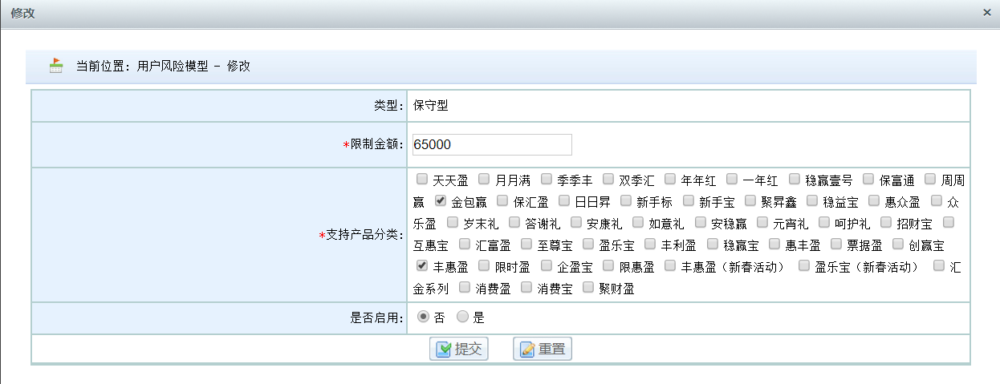 修改
当前位置：用户风险模型 - 修改
类型： 保守型
*限制金额： 65000
天天盈 月月满 季季丰 双季汇 年年红 一年红 稳赢壹号 保富通 周周
赢 金包赢 保汇盈 日日昇 新手标 新手宝 聚昇鑫 稳益宝 惠众盈 众
乐盈 岁末礼 答谢礼 安康礼 如意礼 安稳赢 元宵礼 呵护礼 招财宝
*支持产品分类：
互惠宝 汇富盈 至尊宝 盈乐宝 丰利盈 稳赢宝 惠丰盈 票据盈 创赢宝
丰惠盈 限时盈 企盈宝 限惠盈 丰惠盈（新春活动） 盈乐宝（新春活动） 汇
金系列 消费盈 消费宝 聚财盈
是否启用： 否 是
提交 重置